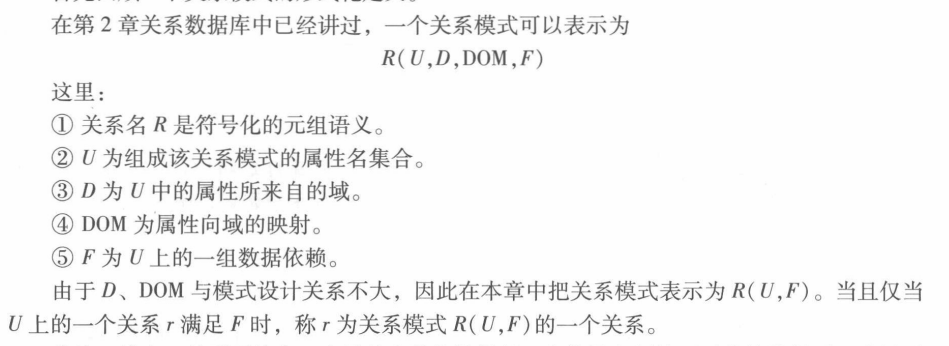 在第 2 章关系数据库中已经讲过，一个关系模式可以表示为
R(U,D,DOM,F)
这里：
① 关系名 R 是符号化的元组语义。
② U 为组成该关系模式的属性名集合。
③ D 为 U 中的属性所来自的域。
④ DOM 为属性向域的映射。
⑤ F 为 U 上的一组数据依赖。
由于 D、DOM 与模式设计关系不大，因此在本章中把关系模式表示为 R(U,F)。当且仅当
U 上的一个关系 r 满足 F 时，称 r 为关系模式 R(U,F)的一个关系。